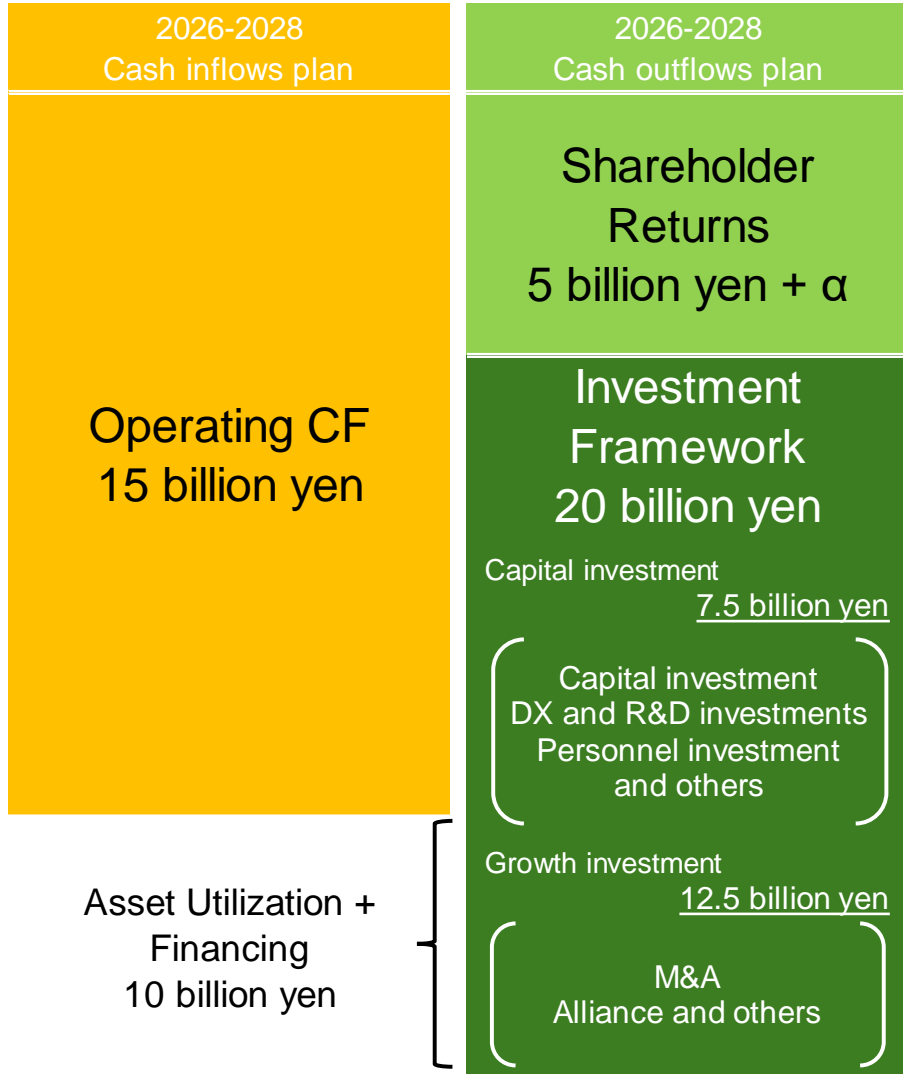 2026-2028
Cash inflows plan
Operating CF
15 billion yen
Asset Utilization +
Financing
10 billion yen
2026-2028
Cash outflows plan
Shareholder
Returns
5 billion yen + α
Investment
Framework
20 billion yen
Capital investment
7.5 billion yen
Capital investment
DX and R&D investments
Personnel investment
and others
Growth investment
12.5 billion yen
M&A
Alliance and others